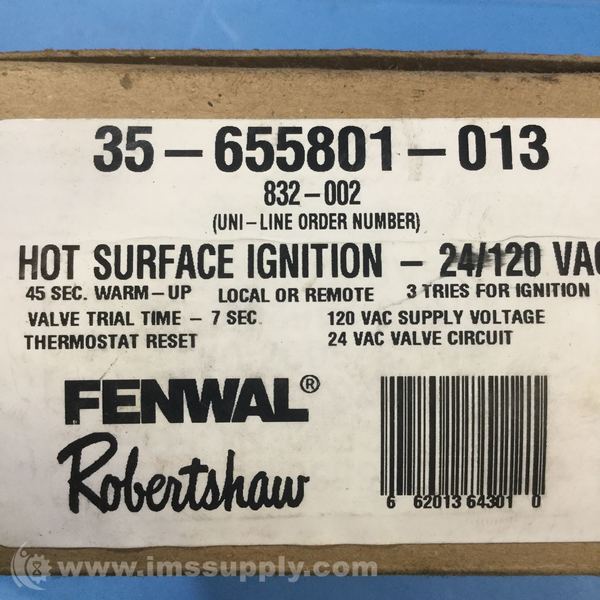 35-655801-013
832-002
(UNI-LINE ORDER NUMBER)
HOT SURFACE IGNITION - 24/120 VAC
45 SEC. WARM-UP LOCAL OR REMOTE 3 TRIES FOR IGNITION
VALVE TRIAL TIME - 7 SEC. 120 VAC SUPPLY VOLTAGE
THERMOSTAT RESET 24 VAC VALVE CIRCUIT
FENWAL®
Robertshaw
6 62013 64301 0
www.imssupply.com